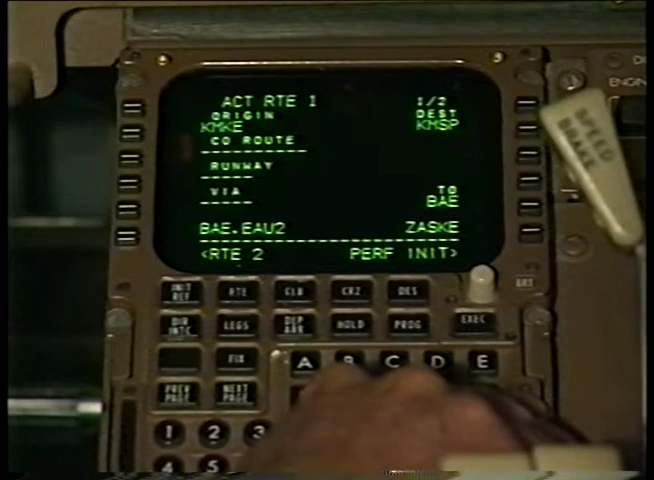 ACT RTE 1 1/2
ORIGIN DEST
KMKE KMSP
CO ROUTE
----------
RUNWAY
-----
VIA TO
----- BAE
BAE.EAU2 ZASKE
<RTE 2 PERF INIT>
SPEED BRAKE
ENGIN
INIT REF RTE CLB CRZ DES
BRT
DIR INTC LEGS DEP ARR HOLD PROG EXEC
FIX A B C D E
PREV PAGE NEXT PAGE
1 2 3
4 5